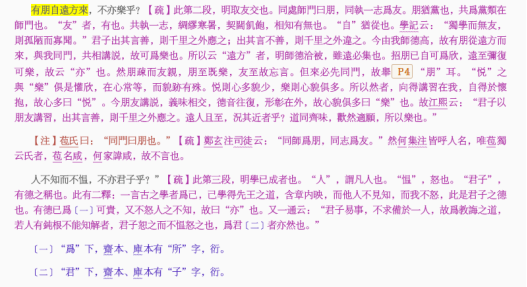 有朋自遠方來，不亦樂乎？【疏】此第二段，明取友交也。同處師門曰朋，同執一志爲友。朋猶黨也，共爲黨類在
師門也。“友”者，有也。共執一志，綢繆寒暑，契闊飢飽，相知有無也。“自”猶從也。學記云：“獨學而無友，
則孤陋而寡聞。”君子出其言善，則千里之外應之；出其言不善，則千里之外違之。今由我師德高，故有朋從遠方而
來，與我同門，共相講説，故可爲樂也。所以云“遠方”者，明師德洽被，雖遠必集也。招朋已自可爲欣，遠至彌復
可樂，故云“亦”也。然朋疎而友親，朋至既樂，友至故忘言。但來必先同門，故舉 P4 “朋”耳。“悦”之
與“樂”俱是懽欣，在心常等，而貌跡有殊。悦則心多貌少，樂則心貌俱多。所以然者，向得講習在我，自得於懷
抱，故心多曰“悦”。今朋友講説，義味相交，德音往復，形彰在外，故心貌俱多曰“樂”也。故江熙云：“君子以
朋友講習，出其言善，則千里之外應之。遠人且至，況其近者乎？道同齊味，歡然適願，所以樂也。”
【注】苞氏曰：“同門曰朋也。”【疏】鄭玄注司徒云：“同師爲朋，同志爲友。”然何集注皆呼人名，唯苞獨
云氏者，苞名咸，何家諱咸，故不言也。
人不知而不愠，不亦君子乎？”【疏】此第三段，明學已成者也。“人”，謂凡人也。“愠”，怒也。“君子”，
有德之稱也。此有二釋：一言古之學者爲己，己學得先王之道，含章内映，而他人不見知，而我不怒，此是君子之德
也。有德已爲〔一〕可貴，又不怒人之不知，故曰“亦”也。又一通云：“君子易事，不求備於一人，故爲教誨之道，
若人有鈍根不能知解者，君子恕之而不愠怒之也，爲君〔二〕者亦然也。”
〔一〕“爲”下，齋本、庫本有“所”字，衍。
〔二〕“君”下，齋本、庫本有“子”字，衍。